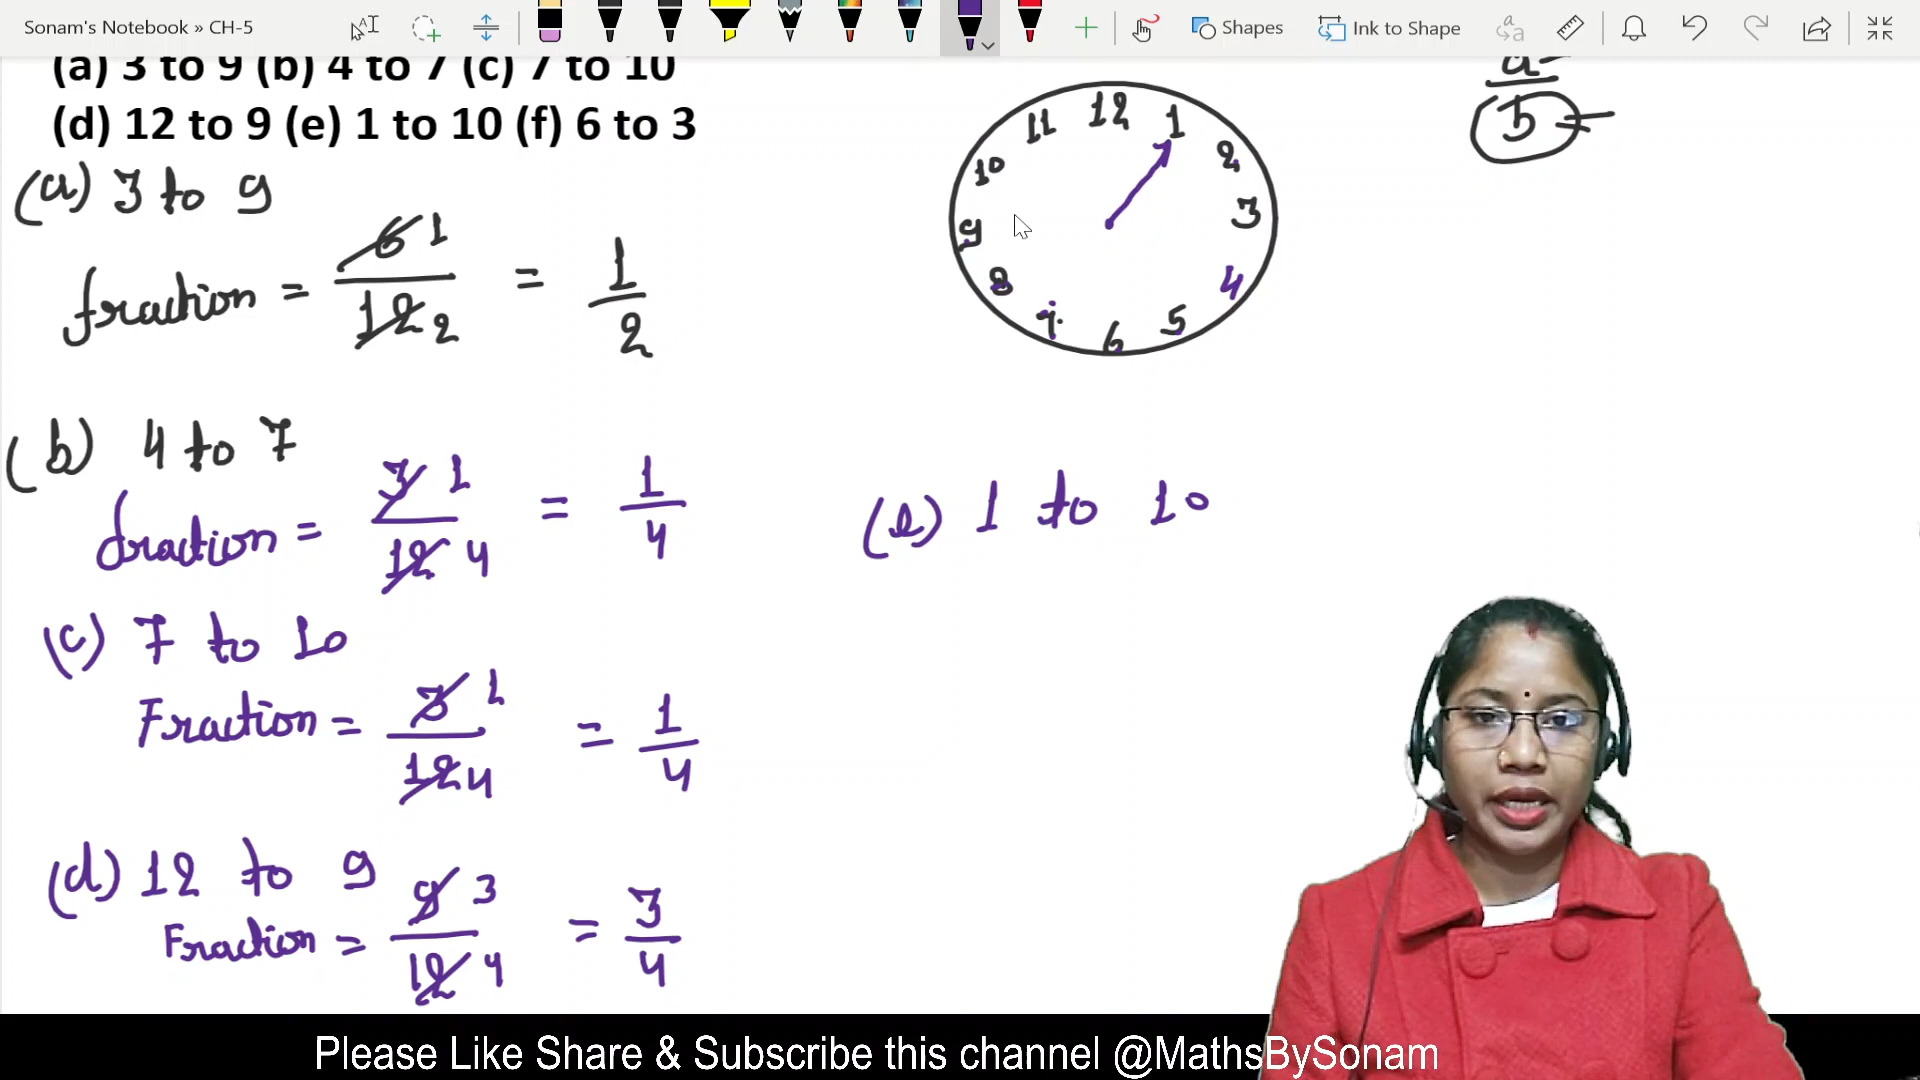 Sonam's Notebook » CH-5
Shapes
Ink to Shape
(a) 3 to 9 (b) 4 to 7 (c) 7 to 10
(d) 12 to 9 (e) 1 to 10 (f) 6 to 3
(a) 3 to 9
fraction = 6 1 / 12 2 = 1/2
(b) 4 to 7
fraction = 3 1 / 12 4 = 1/4
(c) 7 to 10
Fraction = 3 1 / 12 4 = 1/4
(d) 12 to 9
Fraction = 9 3 / 12 4 = 3/4
12
1
2
3
4
5
6
7
8
9
10
11
b
(e) 1 to 10
Please Like Share & Subscribe this channel @MathsBySonam